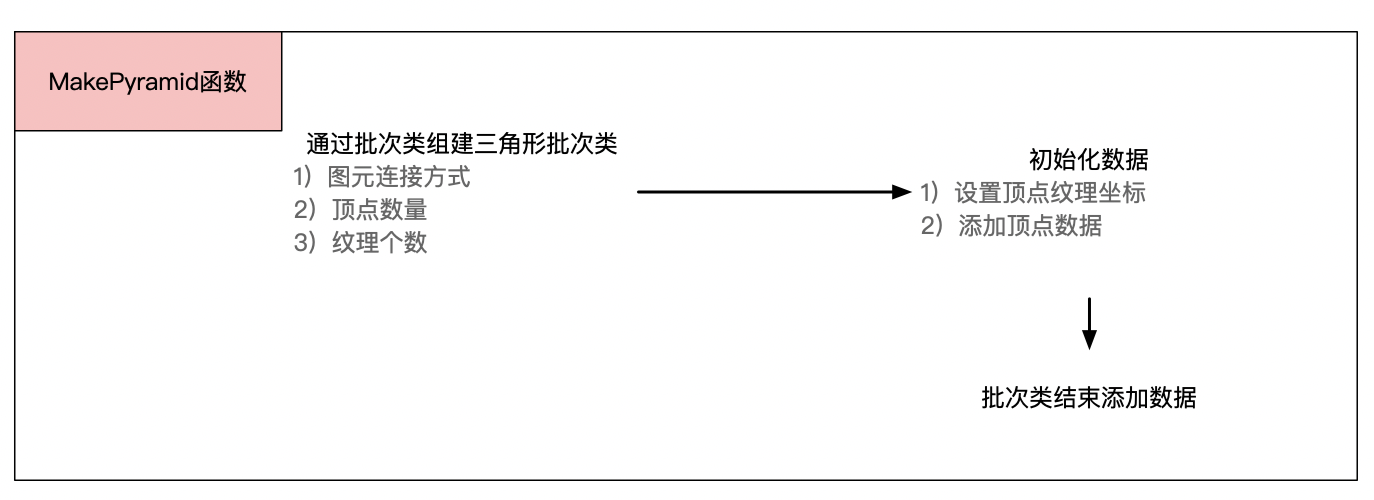 MakePyramid函数
通过批次类组建三角形批次类
1）图元连接方式
2）顶点数量
3）纹理个数
初始化数据
1）设置顶点纹理坐标
2）添加顶点数据
批次类结束添加数据